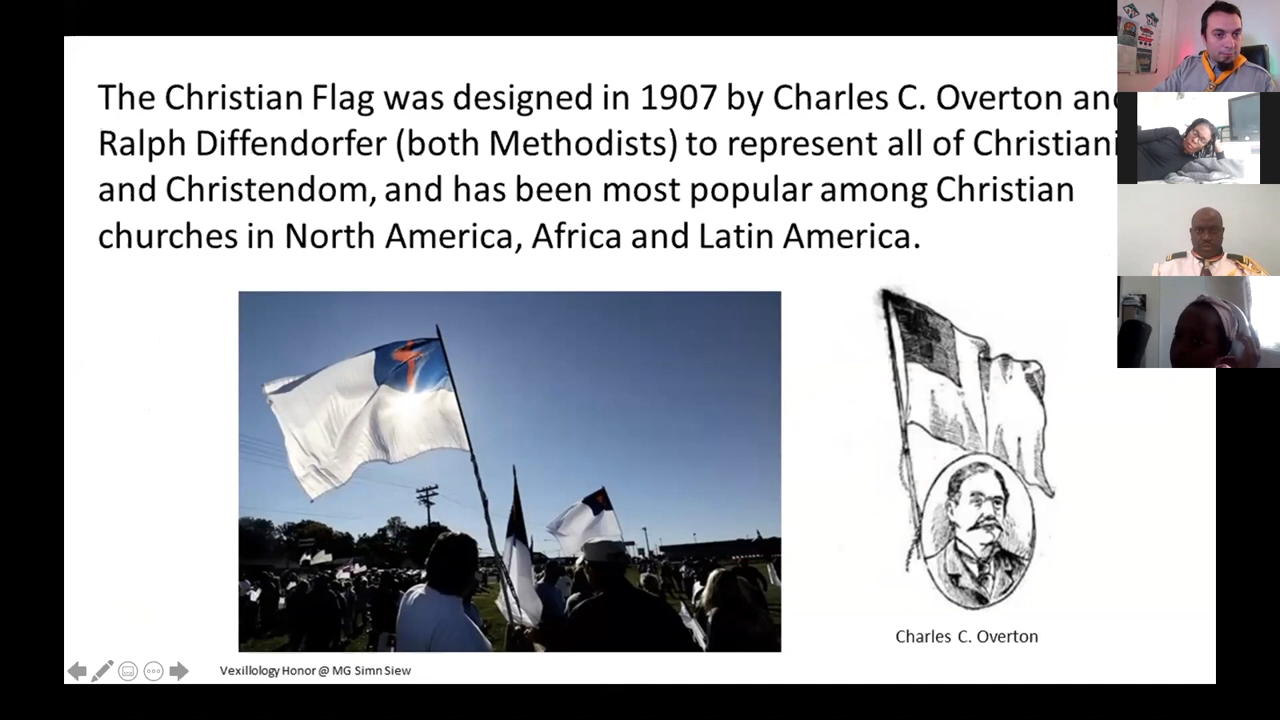 The Christian Flag was designed in 1907 by Charles C. Overton and
Ralph Diffendorfer (both Methodists) to represent all of Christiani
and Christendom, and has been most popular among Christian
churches in North America, Africa and Latin America.
Charles C. Overton
Vexillology Honor @ MG Simn Siew